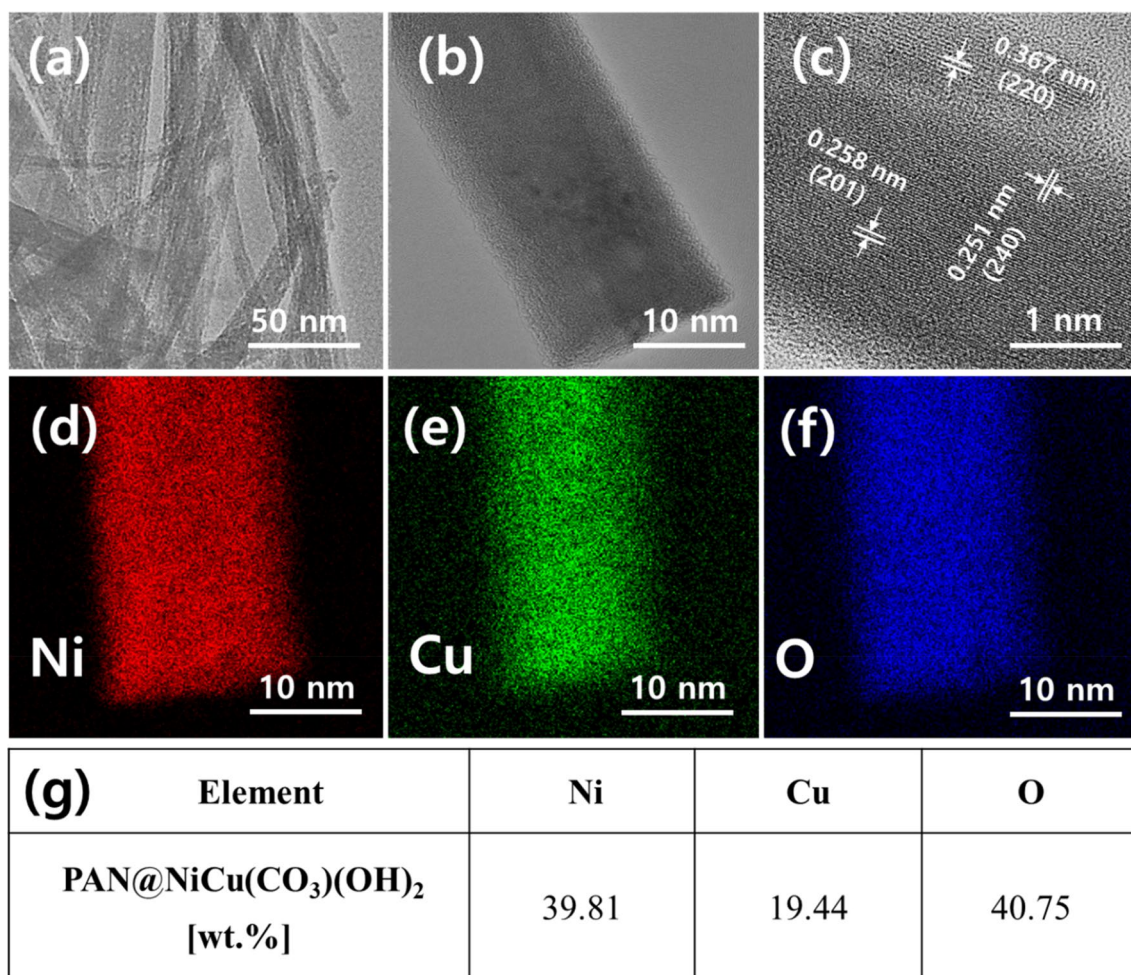 (a)
50 nm
(b)
10 nm
(c)
0.367 nm
(220)
0.258 nm
(201)
0.251 nm
(240)
1 nm
(d)
Ni
10 nm
(e)
Cu
10 nm
(f)
O
10 nm
(g) Element Ni Cu O
PAN@NiCu(CO₃)(OH)₂
[wt.%] 39.81 19.44 40.75